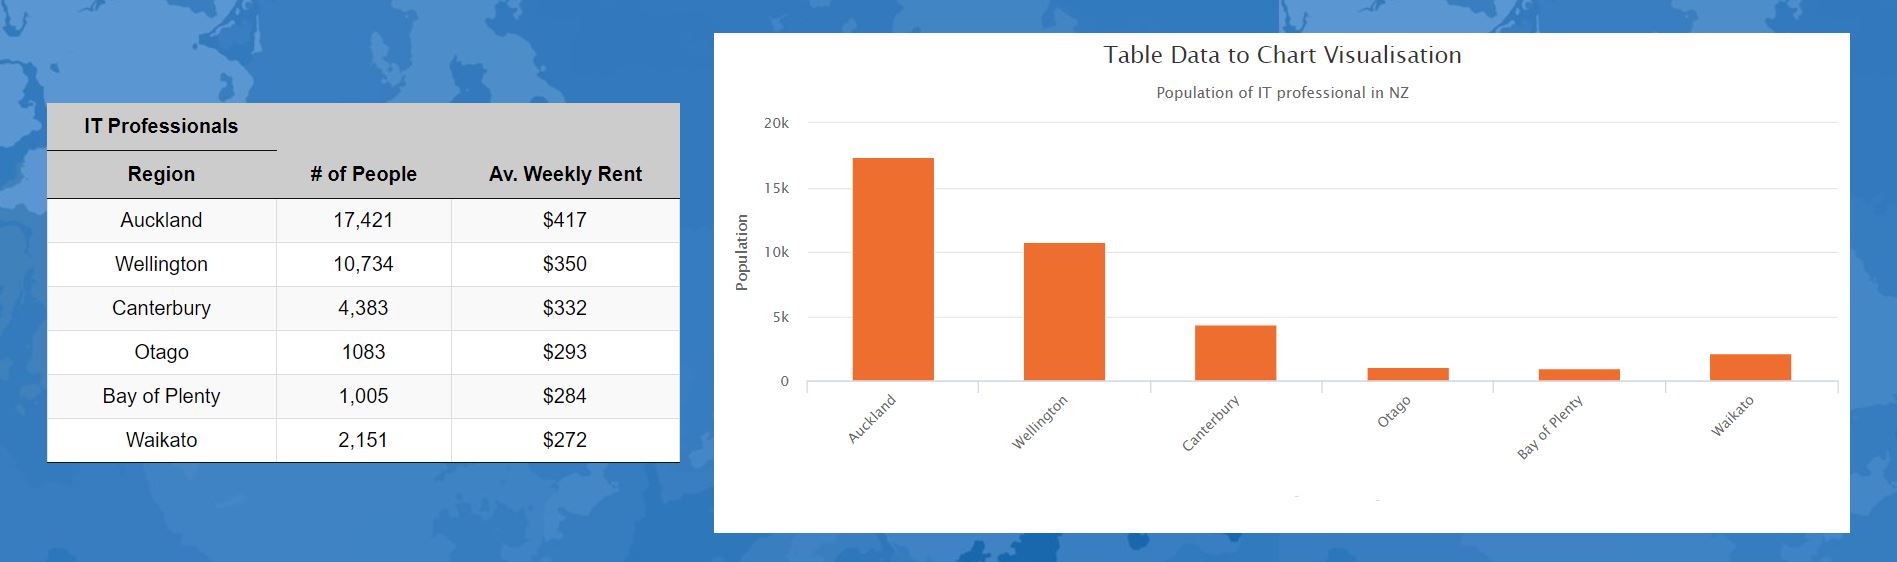 IT Professionals
Region # of People Av. Weekly Rent
Auckland 17,421 $417
Wellington 10,734 $350
Canterbury 4,383 $332
Otago 1083 $293
Bay of Plenty 1,005 $284
Waikato 2,151 $272
Table Data to Chart Visualisation
Population of IT professional in NZ
Population
20k
15k
10k
5k
0
Auckland Wellington Canterbury Otago Bay of Plenty Waikato